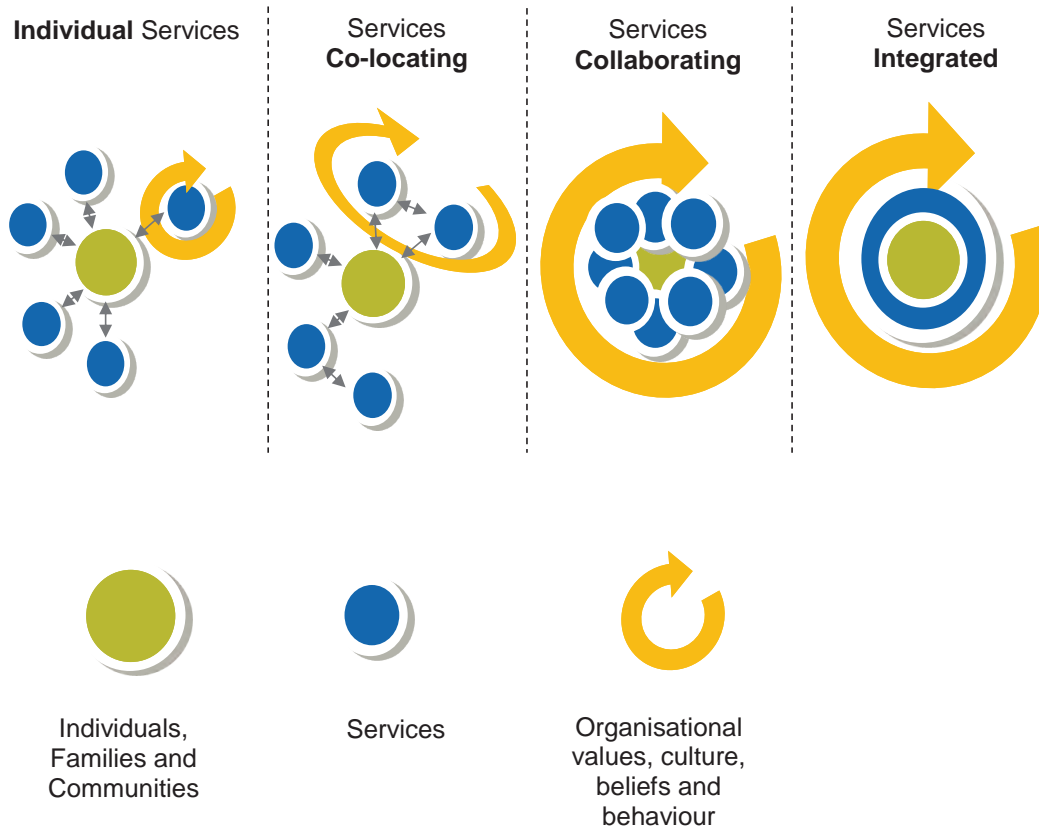 Individual Services
Services
Co-locating
Services
Collaborating
Services
Integrated
Individuals,
Families and
Communities
Services
Organisational
values, culture,
beliefs and
behaviour